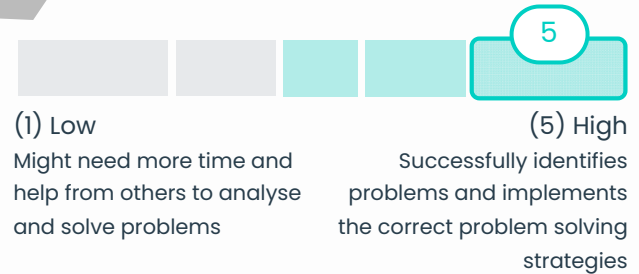 5
(1) Low
Might need more time and
help from others to analyse
and solve problems
(5) High
Successfully identifies
problems and implements
the correct problem solving
strategies